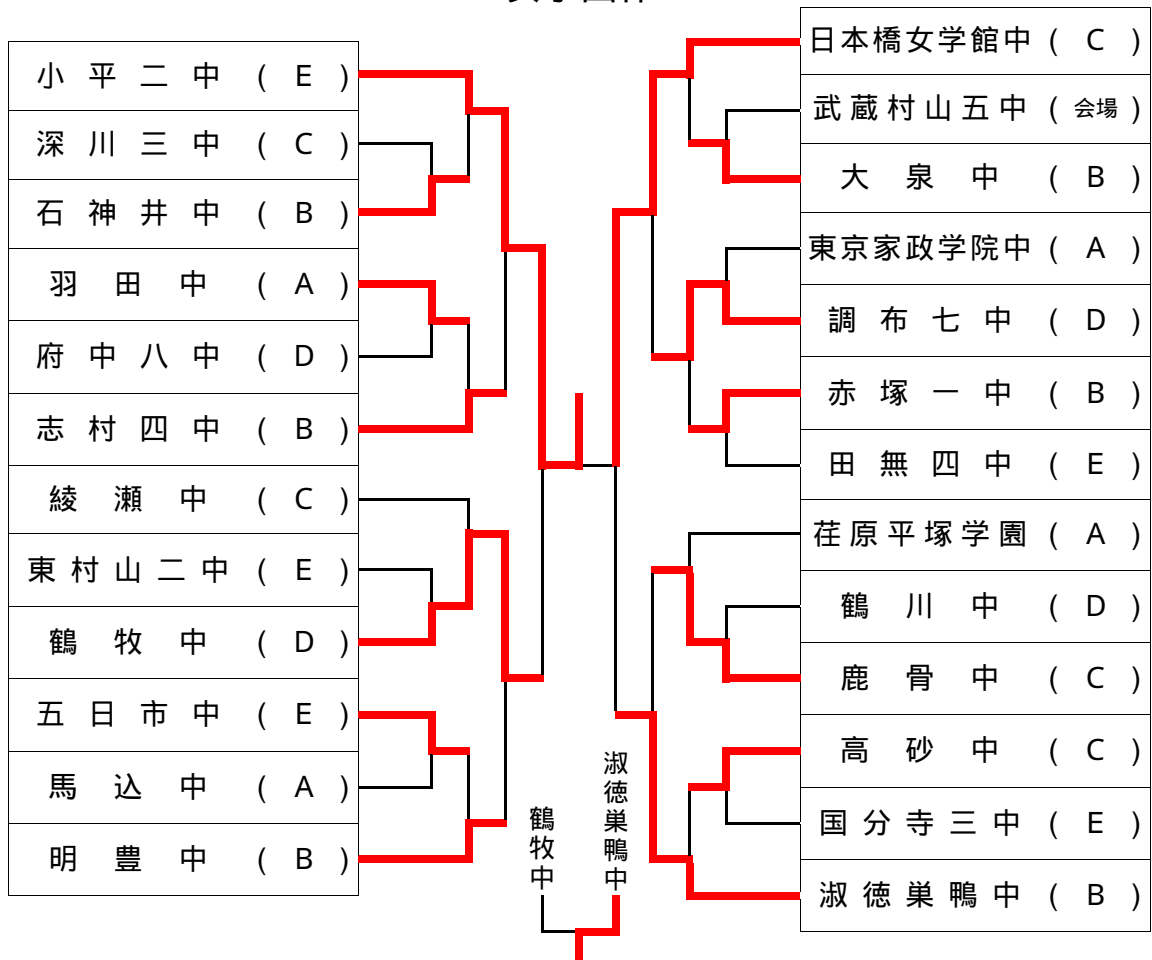 小平二中 ( E )
深川三中 ( C )
石神井中 ( B )
羽田中 ( A )
府中八中 ( D )
志村四中 ( B )
綾瀬中 ( C )
東村山二中 ( E )
鶴牧中 ( D )
五日市中 ( E )
馬込中 ( A )
明豊中 ( B )
鶴牧中
淑徳巣鴨中
日本橋女学館中 ( C )
武蔵村山五中 ( 会場 )
大泉中 ( B )
東京家政学院中 ( A )
調布七中 ( D )
赤塚一中 ( B )
田無四中 ( E )
荏原平塚学園 ( A )
鶴川中 ( D )
鹿骨中 ( C )
高砂中 ( C )
国分寺三中 ( E )
淑徳巣鴨中 ( B )